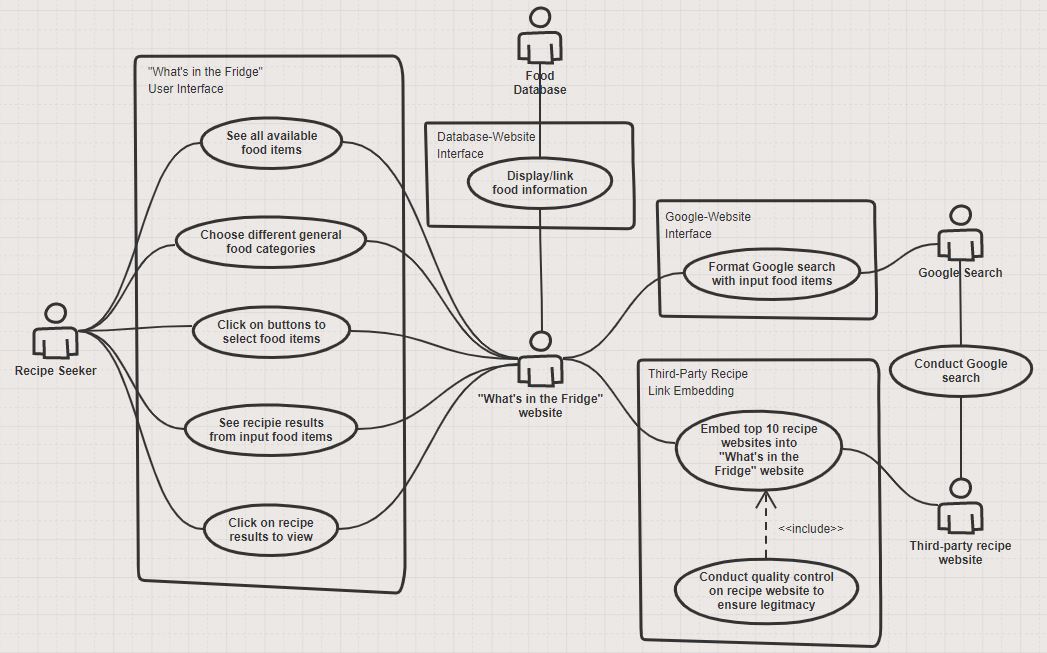 Food
Database
"What's in the Fridge"
User Interface
See all available
food items
Choose different general
food categories
Click on buttons to
select food items
See recipie results
from input food items
Click on recipe
results to view
Recipe Seeker
Database-Website
Interface
Display/link
food information
"What's in the Fridge"
website
Google-Website
Interface
Format Google search
with input food items
Google Search
Conduct Google
search
Third-Party Recipe
Link Embedding
Embed top 10 recipe
websites into
"What's in the
Fridge" website
<<include>>
Conduct quality control
on recipe website to
ensure legitmacy
Third-party recipe
website